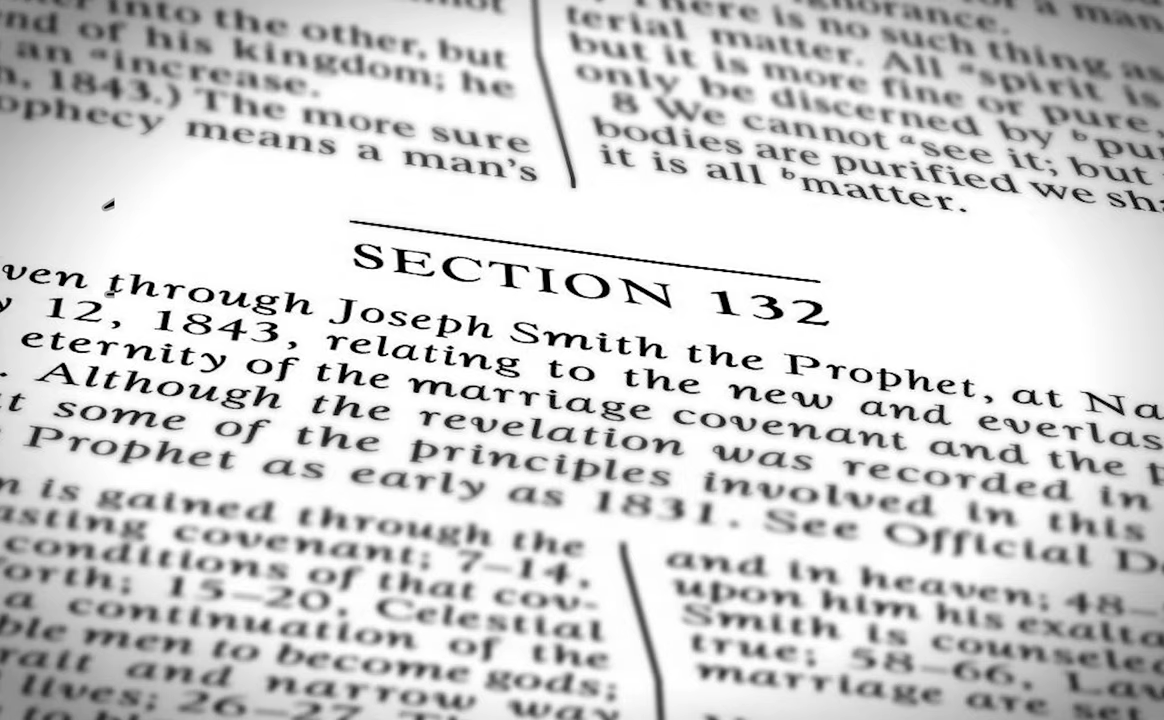 into the other, but
end of his kingdom; he
an ᵃincrease.
1843.) The more sure
prophecy means a man's
There is no such thing as
terial matter. All ᵃspirit is
but it is more fine or pure,
only be discerned by ᵇpur
8 We cannot ᵃsee it; but
bodies are purified we sha
it is all ᵇmatter.
SECTION 132
ven through Joseph Smith the Prophet, at Na
y 12, 1843, relating to the new and everlas
eternity of the marriage covenant and the p
. Although the revelation was recorded in
t some of the principles involved in this
Prophet as early as 1831. See Official D
n is gained through the
asting covenant; 7–14,
conditions of that cov-
orth; 15–20, Celestial
a continuation of the
ble men to become gods;
rait and narrow way
lives; 26–27
and in heaven; 48–
upon him his exalta
Smith is counseled
true; 58–66, Law
marriage are set